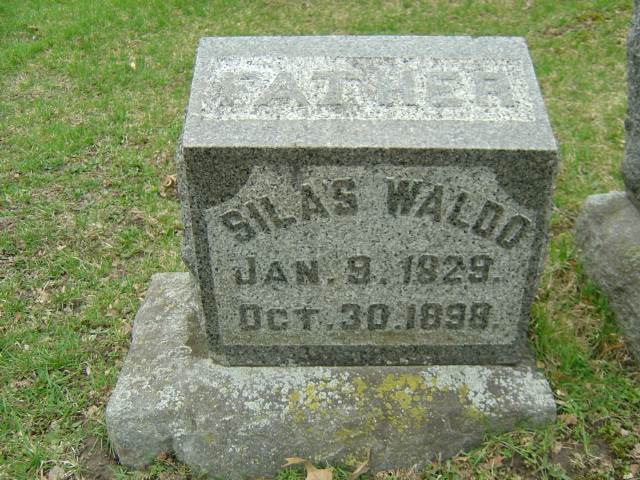 FATHER
SILAS WALDO
JAN. 9. 1829.
OCT. 30. 1898.